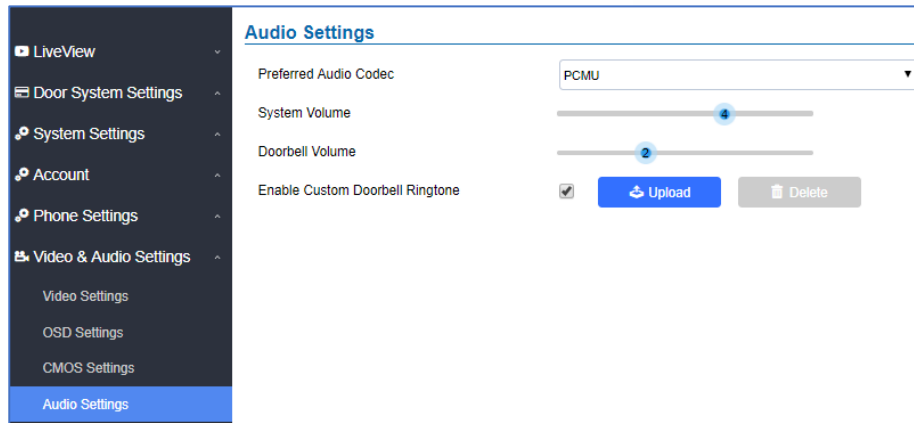 LiveView
Door System Settings
System Settings
Account
Phone Settings
Video & Audio Settings
Video Settings
OSD Settings
CMOS Settings
Audio Settings
Audio Settings
Preferred Audio Codec PCMU
System Volume 4
Doorbell Volume 2
Enable Custom Doorbell Ringtone Upload Delete